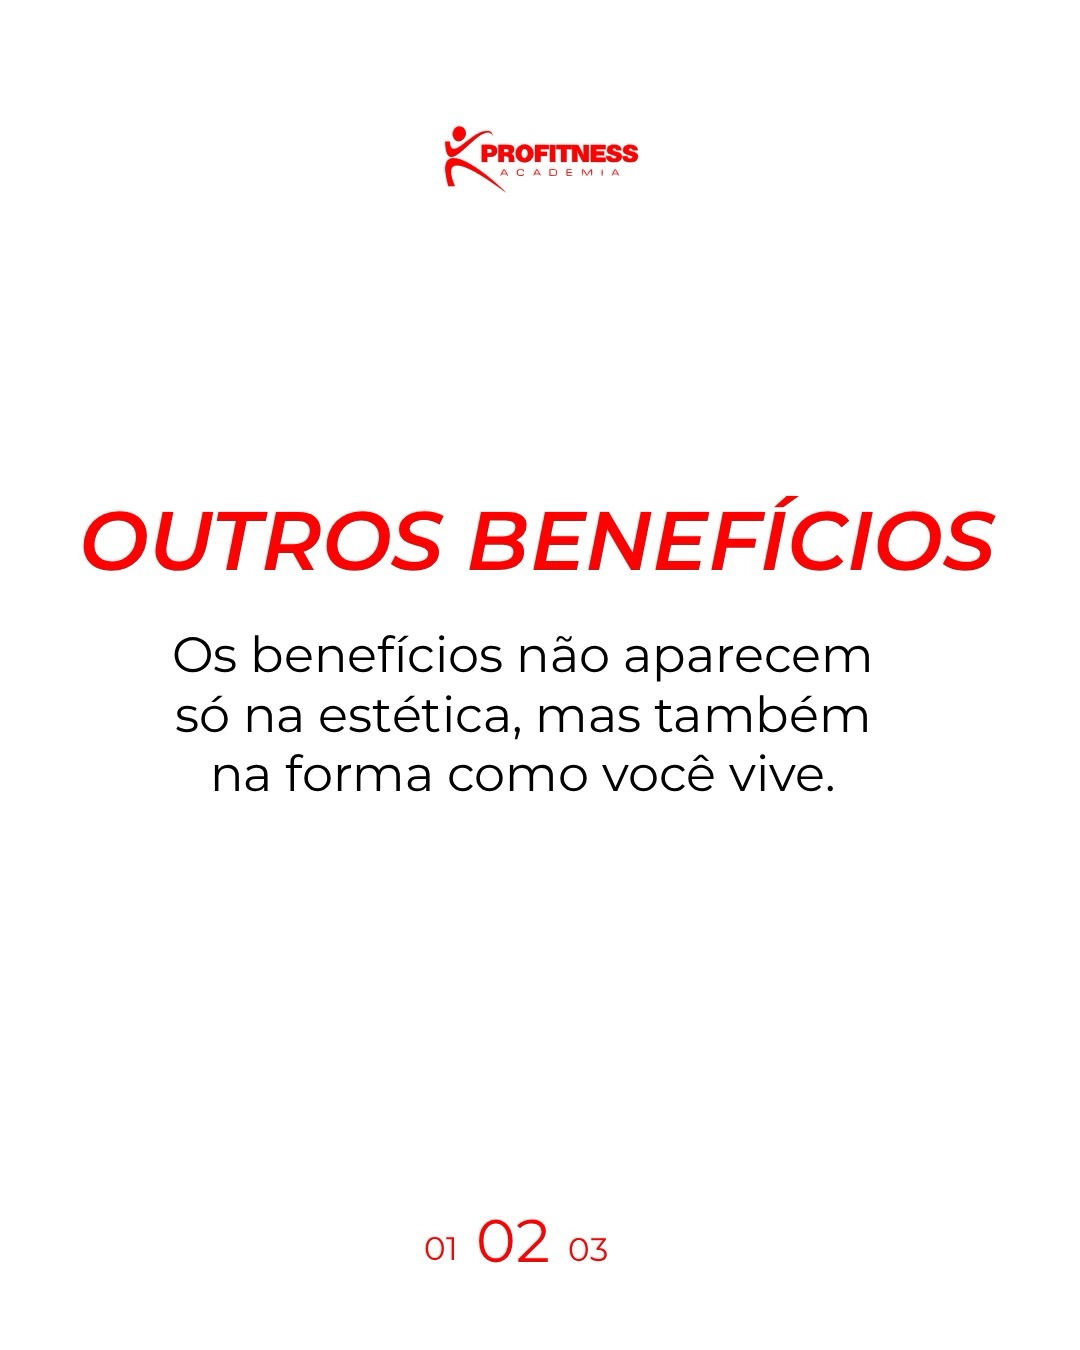 PROFITNESS
ACADEMIA
OUTROS BENEFÍCIOS
Os benefícios não aparecem
só na estética, mas também
na forma como você vive.
01 02 03